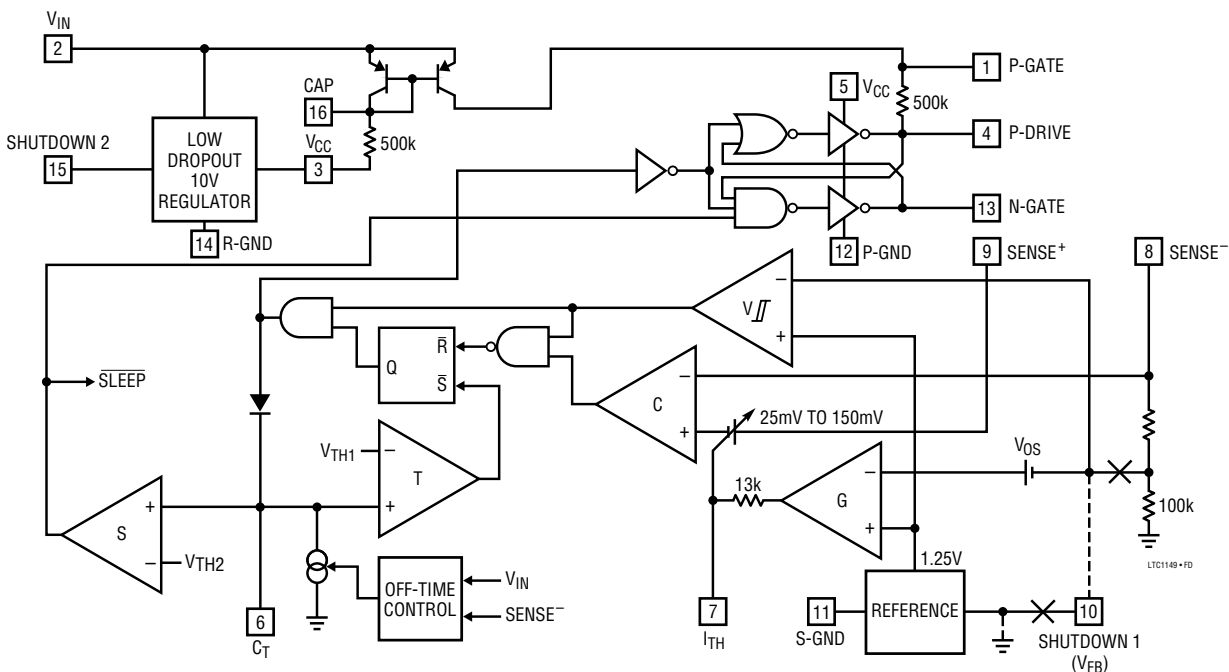 VIN
2
CAP
16
SHUTDOWN 2
15
LOW
DROPOUT
10V
REGULATOR
VCC
3
500k
14
R-GND
5
VCC
500k
1
P-GATE
4
P-DRIVE
13
N-GATE
12
P-GND
9
SENSE+
8
SENSE−
V
−
+
R̅
Q
S̅
C
−
+
25mV TO 150mV
SLEEP
VTH1
−
T
+
13k
G
−
+
VOS
100k
S
+
−
VTH2
OFF-TIME
CONTROL
VIN
SENSE−
6
CT
7
ITH
1.25V
11
S-GND
REFERENCE
10
SHUTDOWN 1
(VFB)
LTC1149 • FD